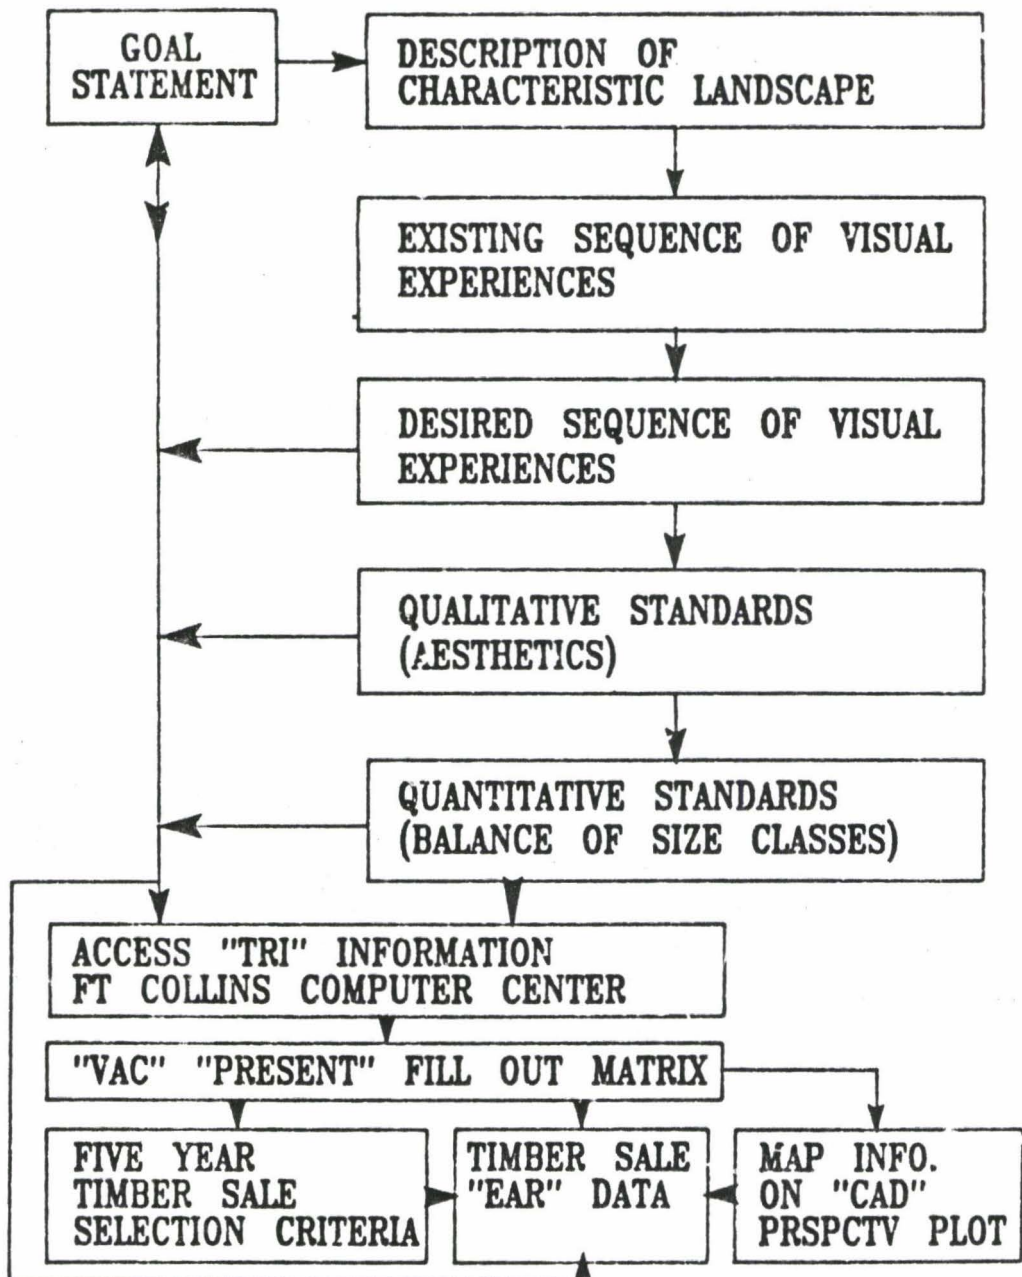 GOAL
STATEMENT
DESCRIPTION OF
CHARACTERISTIC LANDSCAPE
EXISTING SEQUENCE OF VISUAL
EXPERIENCES
DESIRED SEQUENCE OF VISUAL
EXPERIENCES
QUALITATIVE STANDARDS
(AESTHETICS)
QUANTITATIVE STANDARDS
(BALANCE OF SIZE CLASSES)
ACCESS "TRI" INFORMATION
FT COLLINS COMPUTER CENTER
"VAC" "PRESENT" FILL OUT MATRIX
FIVE YEAR
TIMBER SALE
SELECTION CRITERIA
TIMBER SALE
"EAR" DATA
MAP INFO.
ON "CAD"
PRSPCTV PLOT